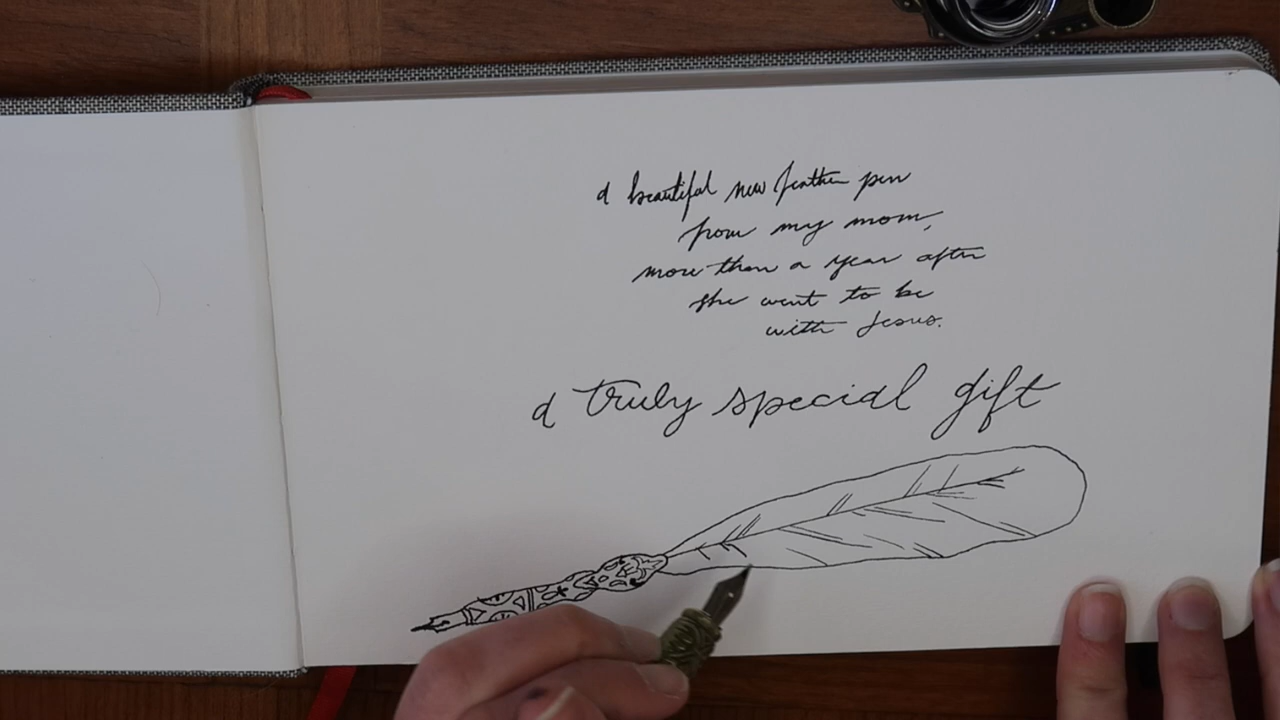 a beautiful new feather pen
from my mom,
more than a year after
she went to be
with Jesus.
a truly special gift